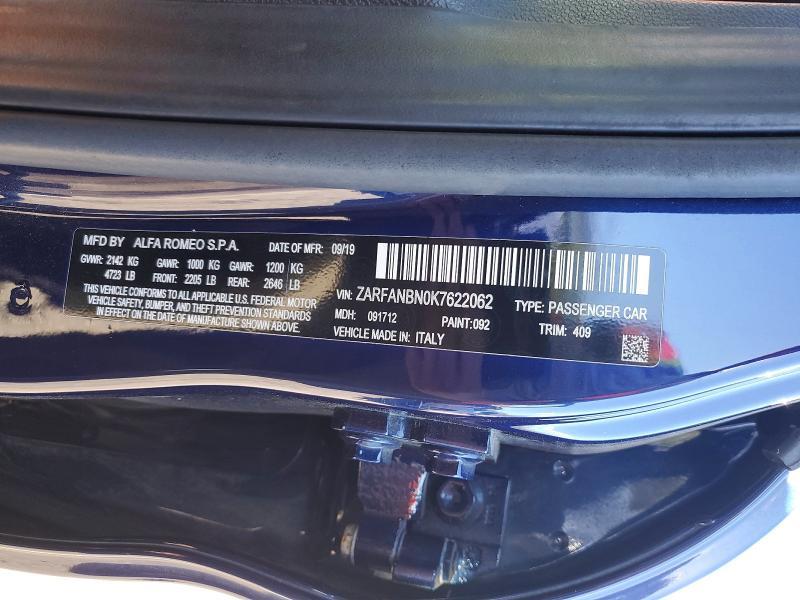 MFD BY ALFA ROMEO S.P.A. DATE OF MFR: 09/19
GVWR: 2142 KG GAWR: 1000 KG GAWR: 1200 KG
4723 LB FRONT: 2205 LB REAR: 2646 LB
THIS VEHICLE CONFORMS TO ALL APPLICABLE U.S. FEDERAL MOTOR
VEHICLE SAFETY, BUMPER, AND THEFT PREVENTION STANDARDS
IN EFFECT ON THE DATE OF MANUFACTURE SHOWN ABOVE.
VIN: ZARFANBN0K7622062 TYPE: PASSENGER CAR
MDH: 091712 PAINT:092 TRIM: 409
VEHICLE MADE IN: ITALY